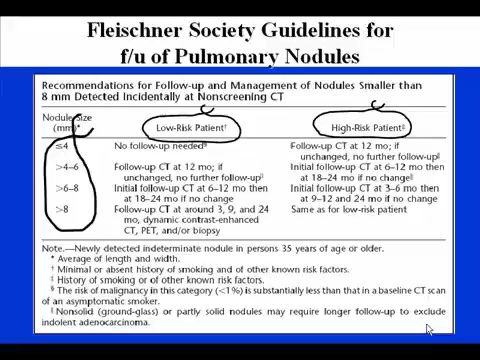 Fleischner Society Guidelines for
f/u of Pulmonary Nodules
Recommendations for Follow-up and Management of Nodules Smaller than
8 mm Detected Incidentally at Nonscreening CT
Nodule Size
(mm)* Low-Risk Patient† High-Risk Patient‡
≤4 No follow-up needed§ Follow-up CT at 12 mo; if
unchanged, no further follow-up||
>4–6 Follow-up CT at 12 mo; if Initial follow-up CT at 6–12 mo then
unchanged, no further follow-up|| at 18–24 mo if no change||
>6–8 Initial follow-up CT at 6–12 mo then Initial follow-up CT at 3–6 mo then
at 18–24 mo if no change at 9–12 and 24 mo if no change
>8 Follow-up CT at around 3, 9, and 24 Same as for low-risk patient
mo, dynamic contrast-enhanced
CT, PET, and/or biopsy
Note.—Newly detected indeterminate nodule in persons 35 years of age or older.
* Average of length and width.
† Minimal or absent history of smoking and of other known risk factors.
‡ History of smoking or of other known risk factors.
§ The risk of malignancy in this category (<1%) is substantially less than that in a baseline CT scan
of an asymptomatic smoker.
|| Nonsolid (ground-glass) or partly solid nodules may require longer follow-up to exclude
indolent adenocarcinoma.